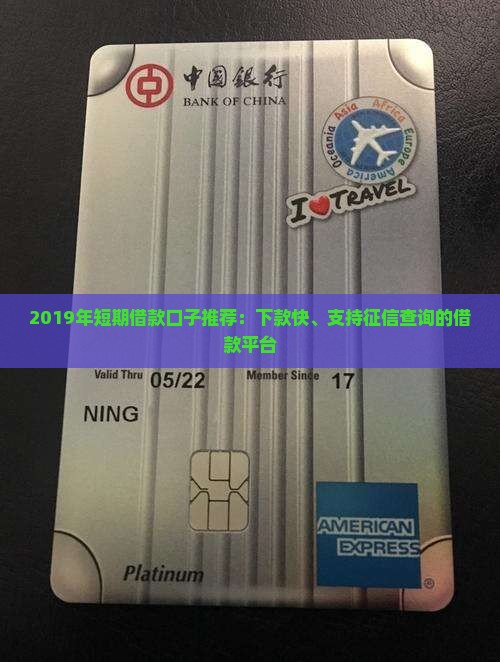 中国銀行
BANK OF CHINA
Oceania Asia Africa Europe America
I ❤ TRAVEL
2019年短期借款口子推荐：下款快、支持征信查询的借
款平台
Valid Thru 05/22 Member Since 17
NING
AMERICAN
EXPRESS
®
Platinum